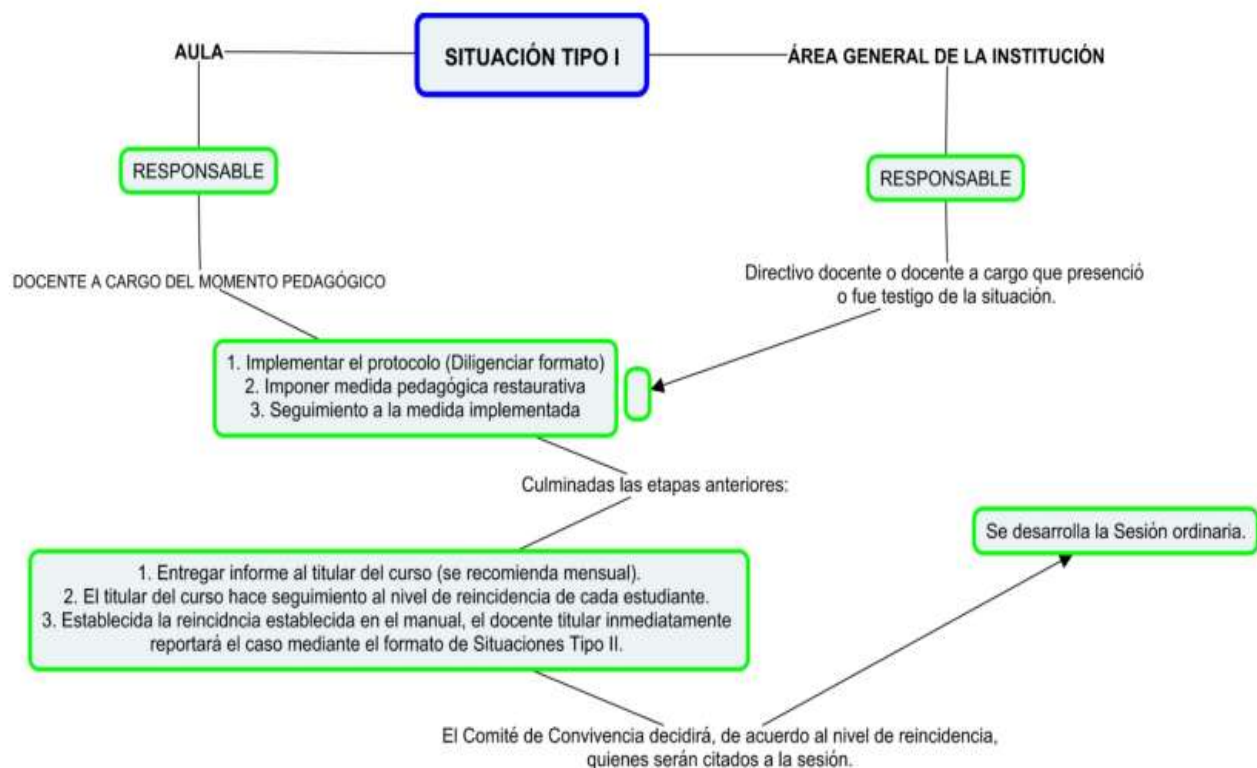 AULA
SITUACIÓN TIPO I
ÁREA GENERAL DE LA INSTITUCIÓN
RESPONSABLE
RESPONSABLE
DOCENTE A CARGO DEL MOMENTO PEDAGÓGICO
Directivo docente o docente a cargo que presenció
o fue testigo de la situación.
1. Implementar el protocolo (Diligenciar formato)
2. Imponer medida pedagógica restaurativa
3. Seguimiento a la medida implementada
Culminadas las etapas anteriores:
Se desarrolla la Sesión ordinaria.
1. Entregar informe al titular del curso (se recomienda mensual).
2. El titular del curso hace seguimiento al nivel de reincidencia de cada estudiante.
3. Establecida la reincidncia establecida en el manual, el docente titular inmediatamente
reportará el caso mediante el formato de Situaciones Tipo II.
El Comité de Convivencia decidirá, de acuerdo al nivel de reincidencia,
quienes serán citados a la sesión.